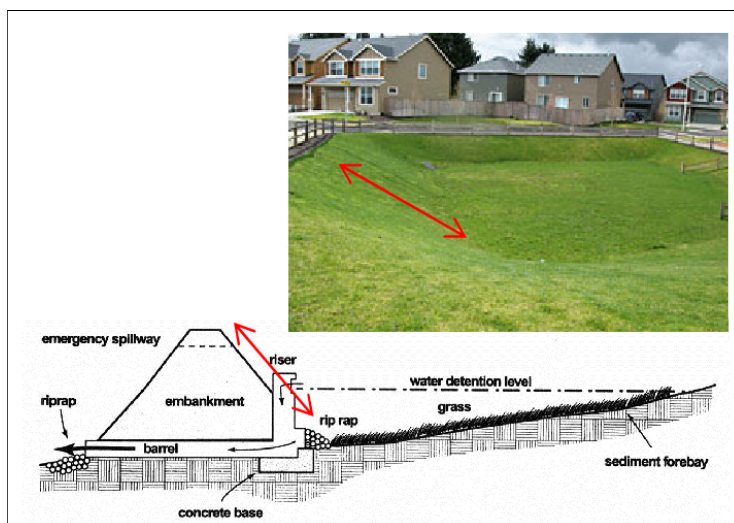 emergency spillway
riser
riprap
embankment
rip rap
water detention level
grass
barrel
sediment forebay
concrete base